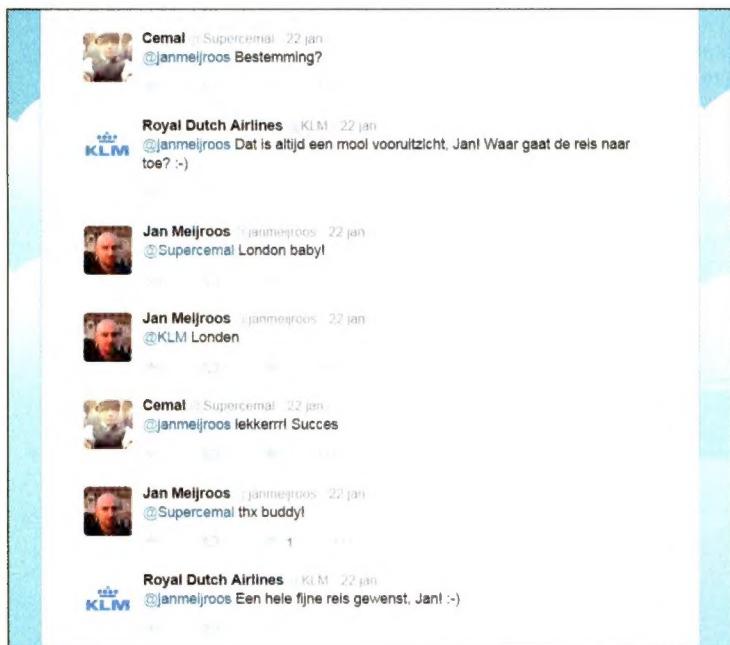 Cemal @Supercemal 22 jan
@janmeijroos Bestemming?
Royal Dutch Airlines @KLM 22 jan
KLM
@janmeijroos Dat is altijd een mooi vooruitzicht, Jan! Waar gaat de reis naar
toe? :-)
Jan Meijroos @janmeijroos 22 jan
@Supercemal London baby!
Jan Meijroos @janmeijroos 22 jan
@KLM Londen
Cemal @Supercemal 22 jan
@janmeijroos lekkerrr! Succes
Jan Meijroos @janmeijroos 22 jan
@Supercemal thx buddy!
1
Royal Dutch Airlines @KLM 22 jan
KLM
@janmeijroos Een hele fijne reis gewenst, Jan! :-)